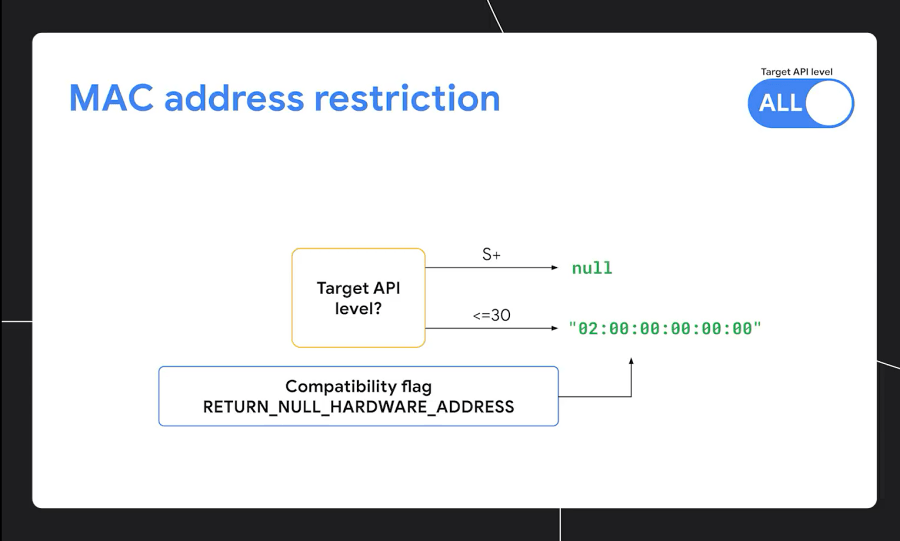 Target API level
MAC address restriction
ALL
S+
null
Target API
level?
<=30
"02:00:00:00:00:00"
Compatibility flag
RETURN_NULL_HARDWARE_ADDRESS